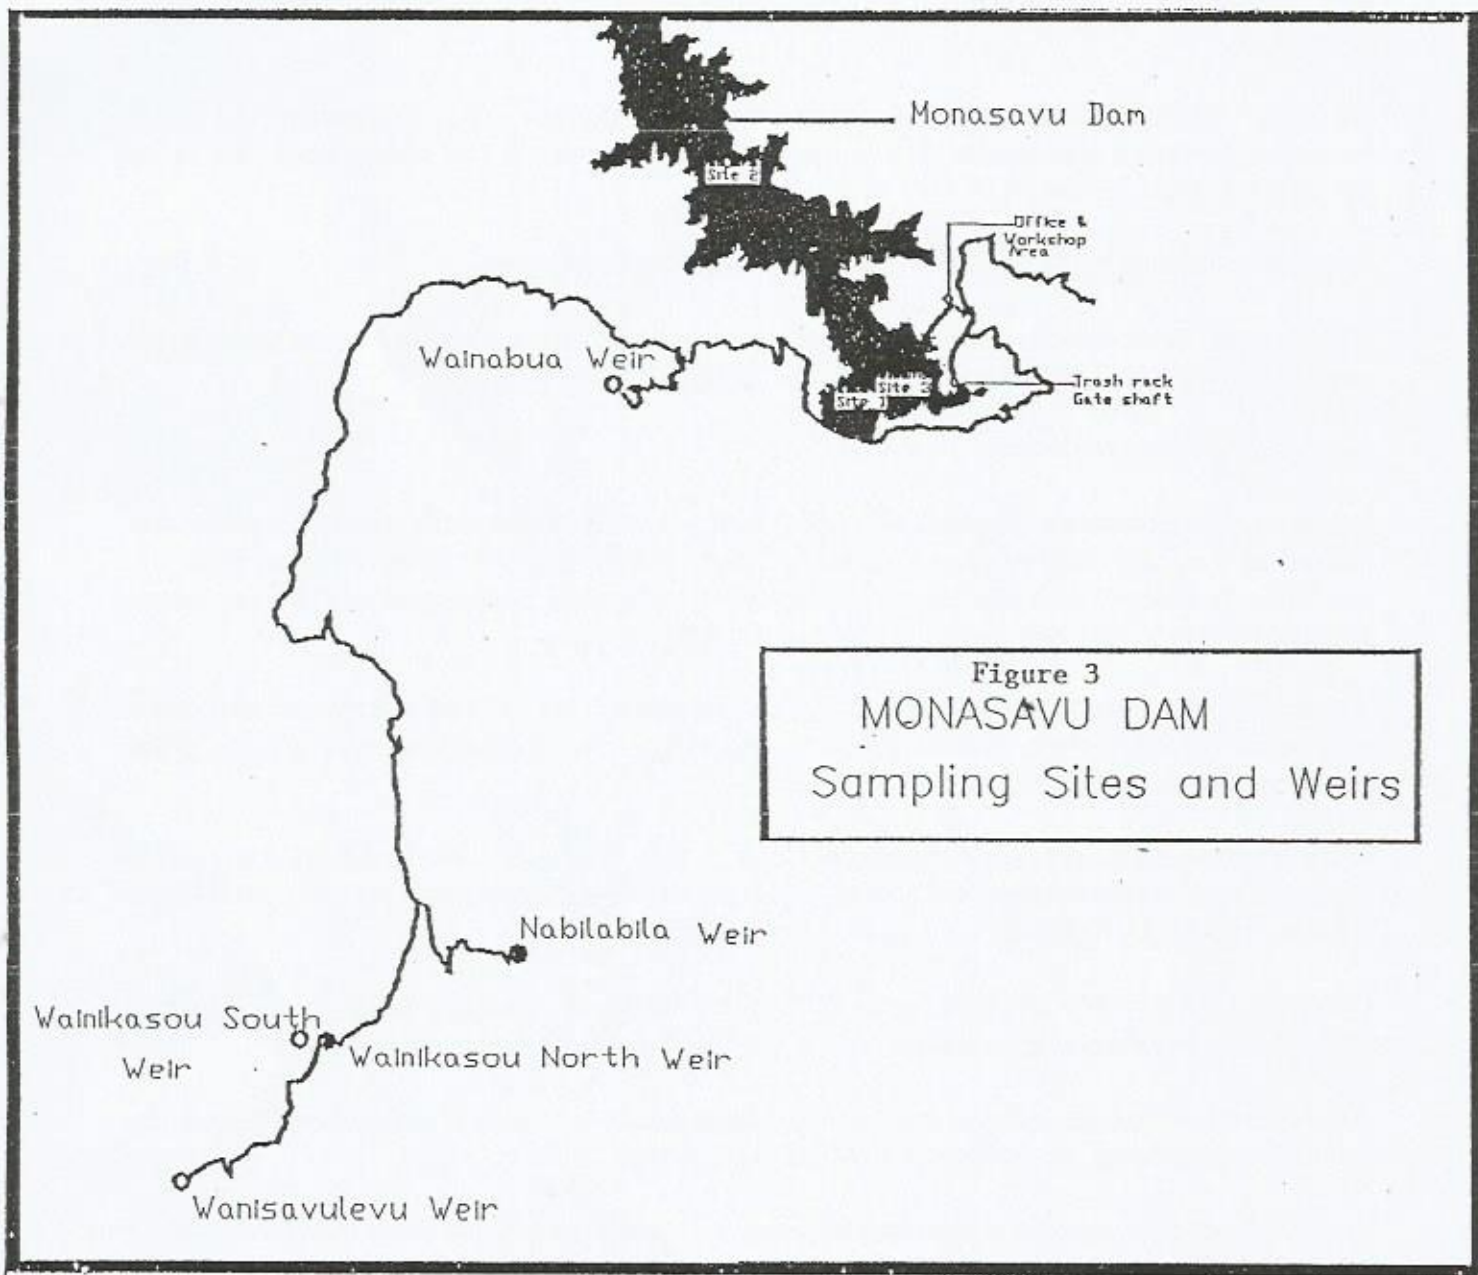 Monasavu Dam
Site 2
Office &
Workshop
Area
Wainabua Weir
Site 3
Site 1
Trash rack
Gate shaft
Figure 3
MONASAVU DAM
Sampling Sites and Weirs
Nabilabila Weir
Wainikasou South
Weir
Wainikasou North Weir
Wanisavulevu Weir